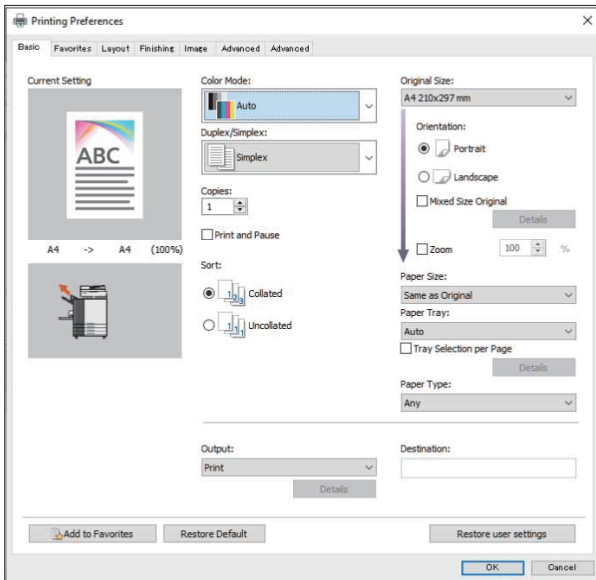 Printing Preferences
Basic Favorites Layout Finishing Image Advanced Advanced
Current Setting
ABC
A4 -> A4 (100%)
Color Mode:
Auto
Duplex/Simplex:
Simplex
Copies:
1
Print and Pause
Sort:
123 Collated
111 Uncollated
Original Size:
A4 210x297 mm
Orientation:
Portrait
Landscape
Mixed Size Original
Details
Zoom 100 %
Paper Size:
Same as Original
Paper Tray:
Auto
Tray Selection per Page
Details
Paper Type:
Any
Output:
Print
Details
Destination:
Add to Favorites Restore Default Restore user settings
OK Cancel